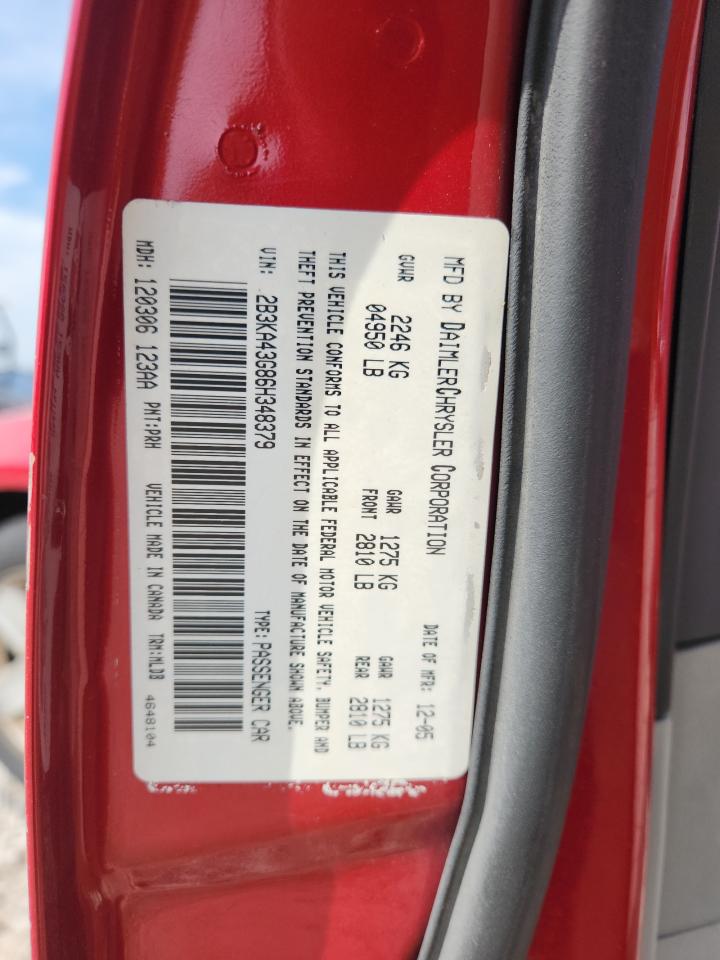 MFD BY DAIMLERCHRYSLER CORPORATION DATE OF MFR: 12-05
GVWR 2246 KG GAWR 1275 KG GAWR 1275 KG
04950 LB FRONT 2810 LB REAR 2810 LB
THIS VEHICLE CONFORMS TO ALL APPLICABLE FEDERAL MOTOR VEHICLE SAFETY, BUMPER AND
THEFT PREVENTION STANDARDS IN EFFECT ON THE DATE OF MANUFACTURE SHOWN ABOVE.
VIN: 2B3KA43G86H348379 TYPE: PASSENGER CAR
MDH: 120306 123AA PNT:PRH VEHICLE MADE IN CANADA TRM:MLDB 4648104